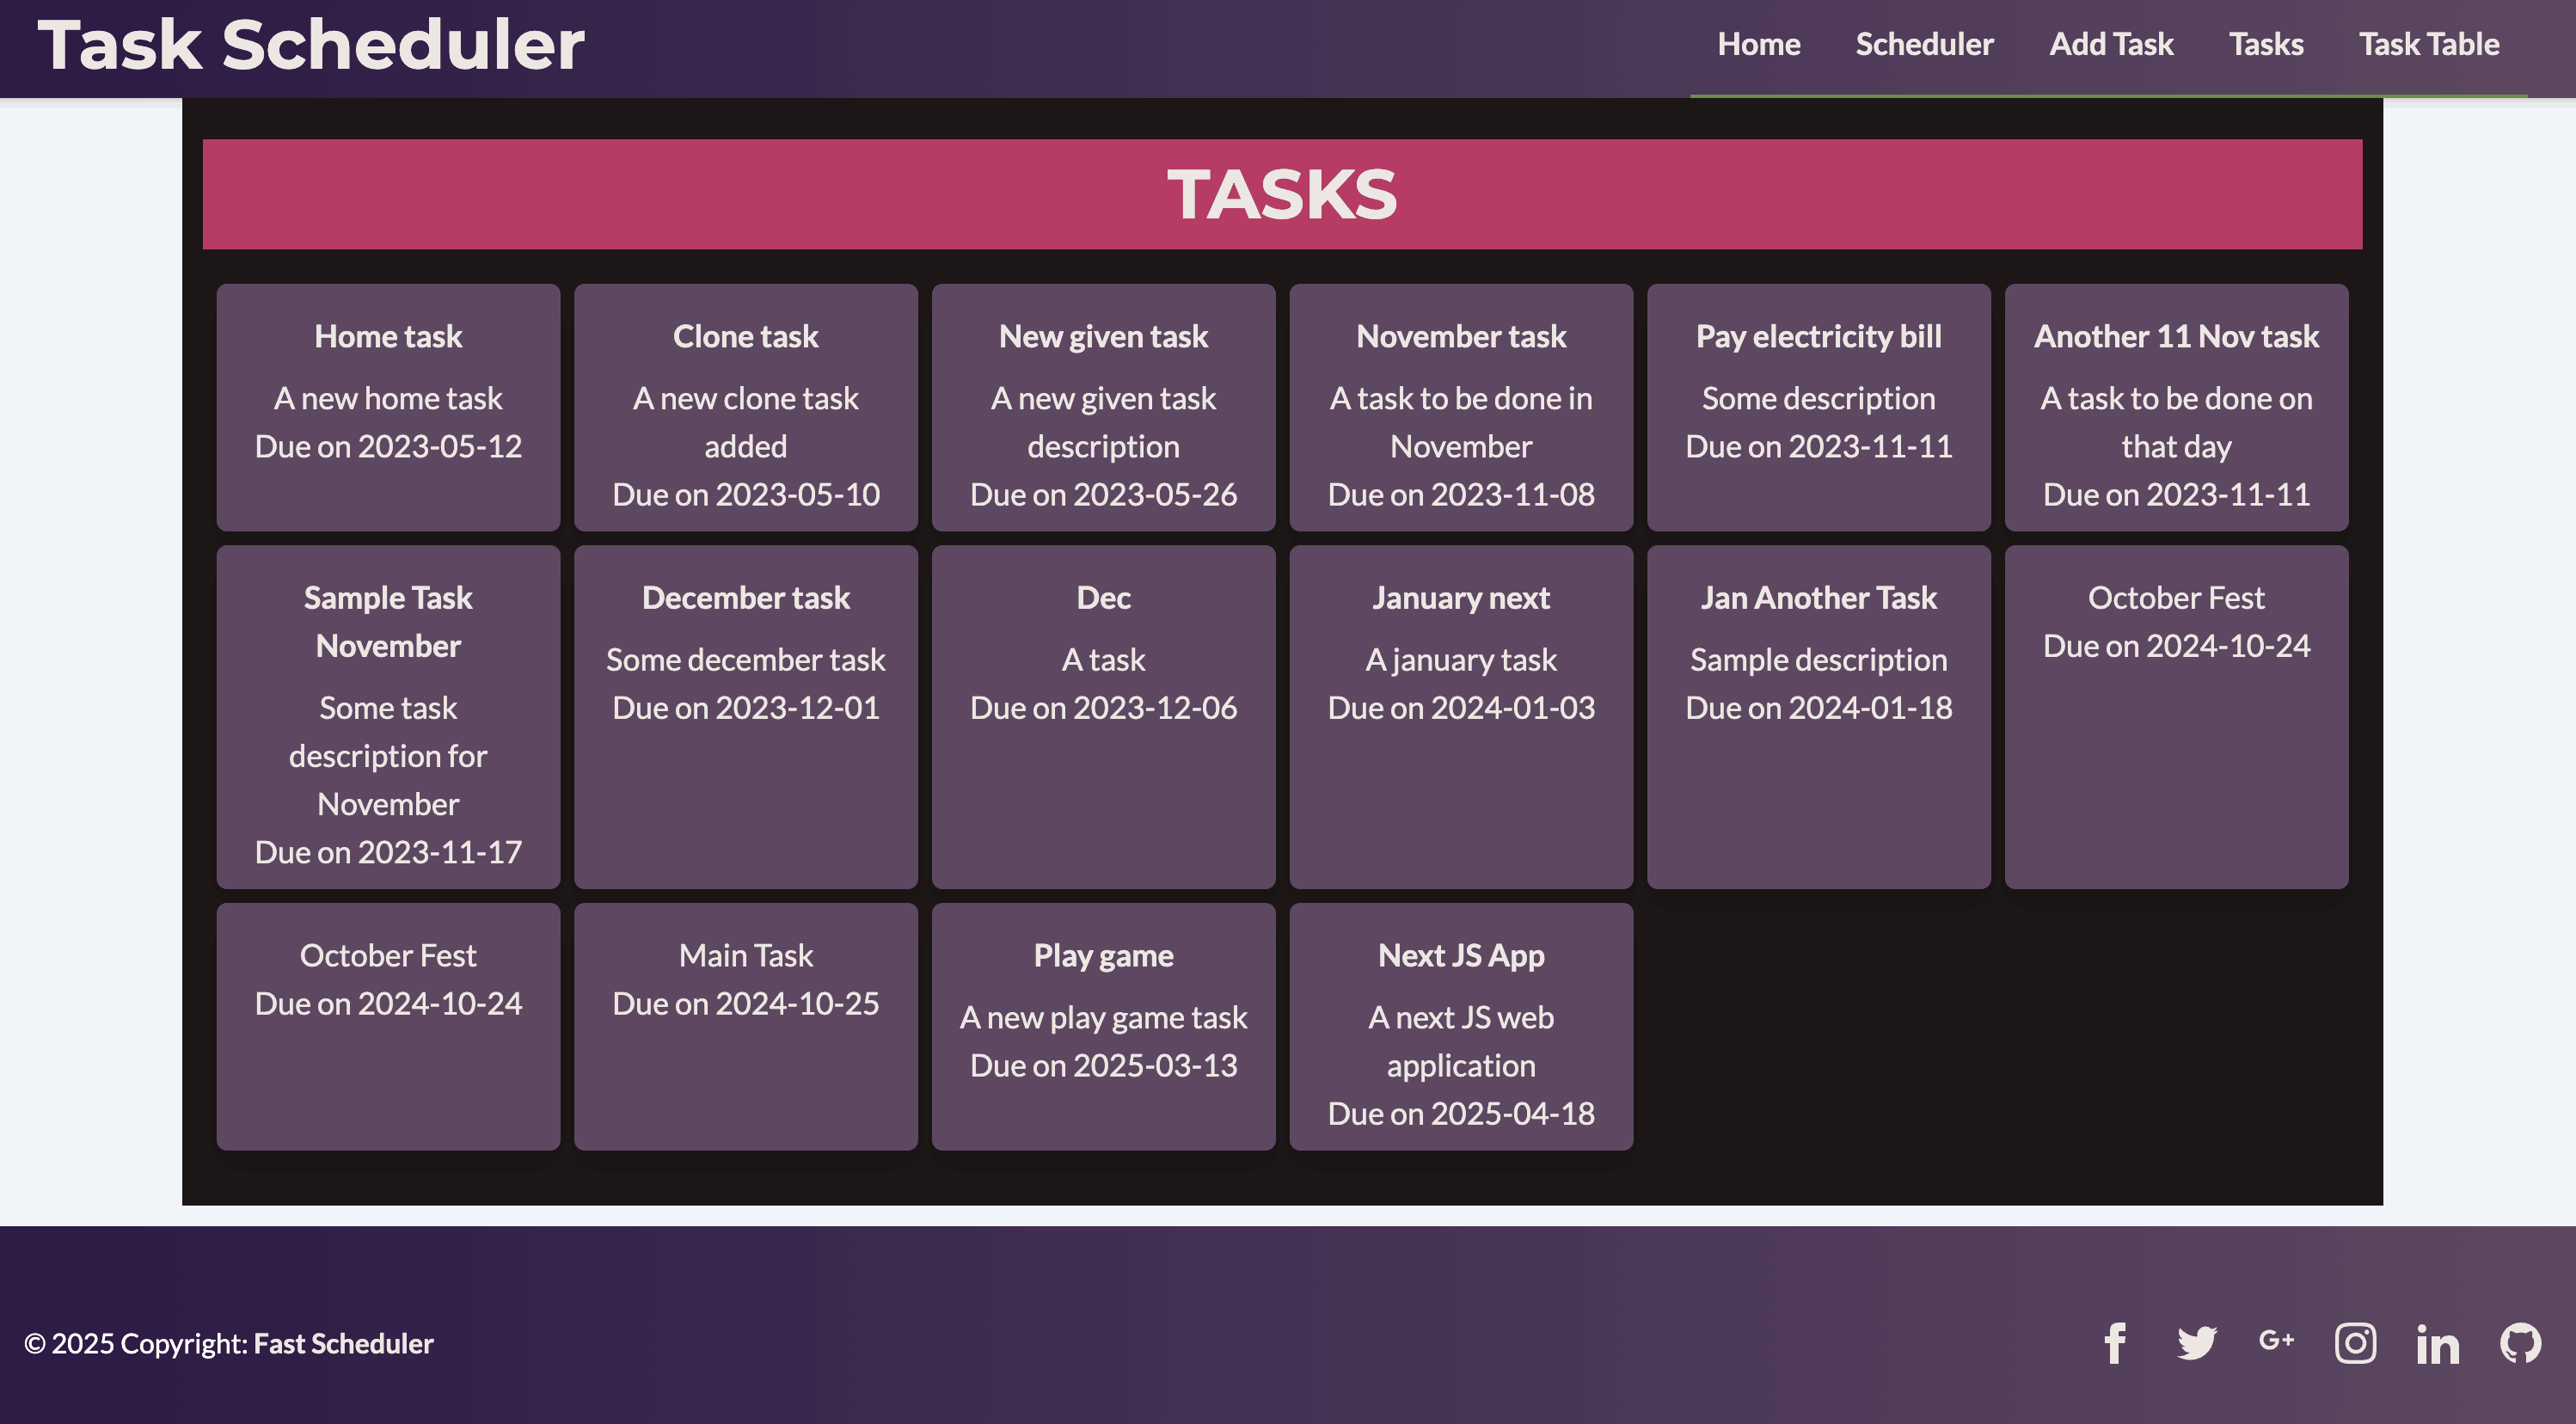 Task Scheduler
Home Scheduler Add Task Tasks Task Table
TASKS
Home task
A new home task
Due on 2023-05-12
Clone task
A new clone task
added
Due on 2023-05-10
New given task
A new given task
description
Due on 2023-05-26
November task
A task to be done in
November
Due on 2023-11-08
Pay electricity bill
Some description
Due on 2023-11-11
Another 11 Nov task
A task to be done on
that day
Due on 2023-11-11
Sample Task
November
Some task
description for
November
Due on 2023-11-17
December task
Some december task
Due on 2023-12-01
Dec
A task
Due on 2023-12-06
January next
A january task
Due on 2024-01-03
Jan Another Task
Sample description
Due on 2024-01-18
October Fest
Due on 2024-10-24
October Fest
Due on 2024-10-24
Main Task
Due on 2024-10-25
Play game
A new play game task
Due on 2025-03-13
Next JS App
A next JS web
application
Due on 2025-04-18
© 2025 Copyright: Fast Scheduler